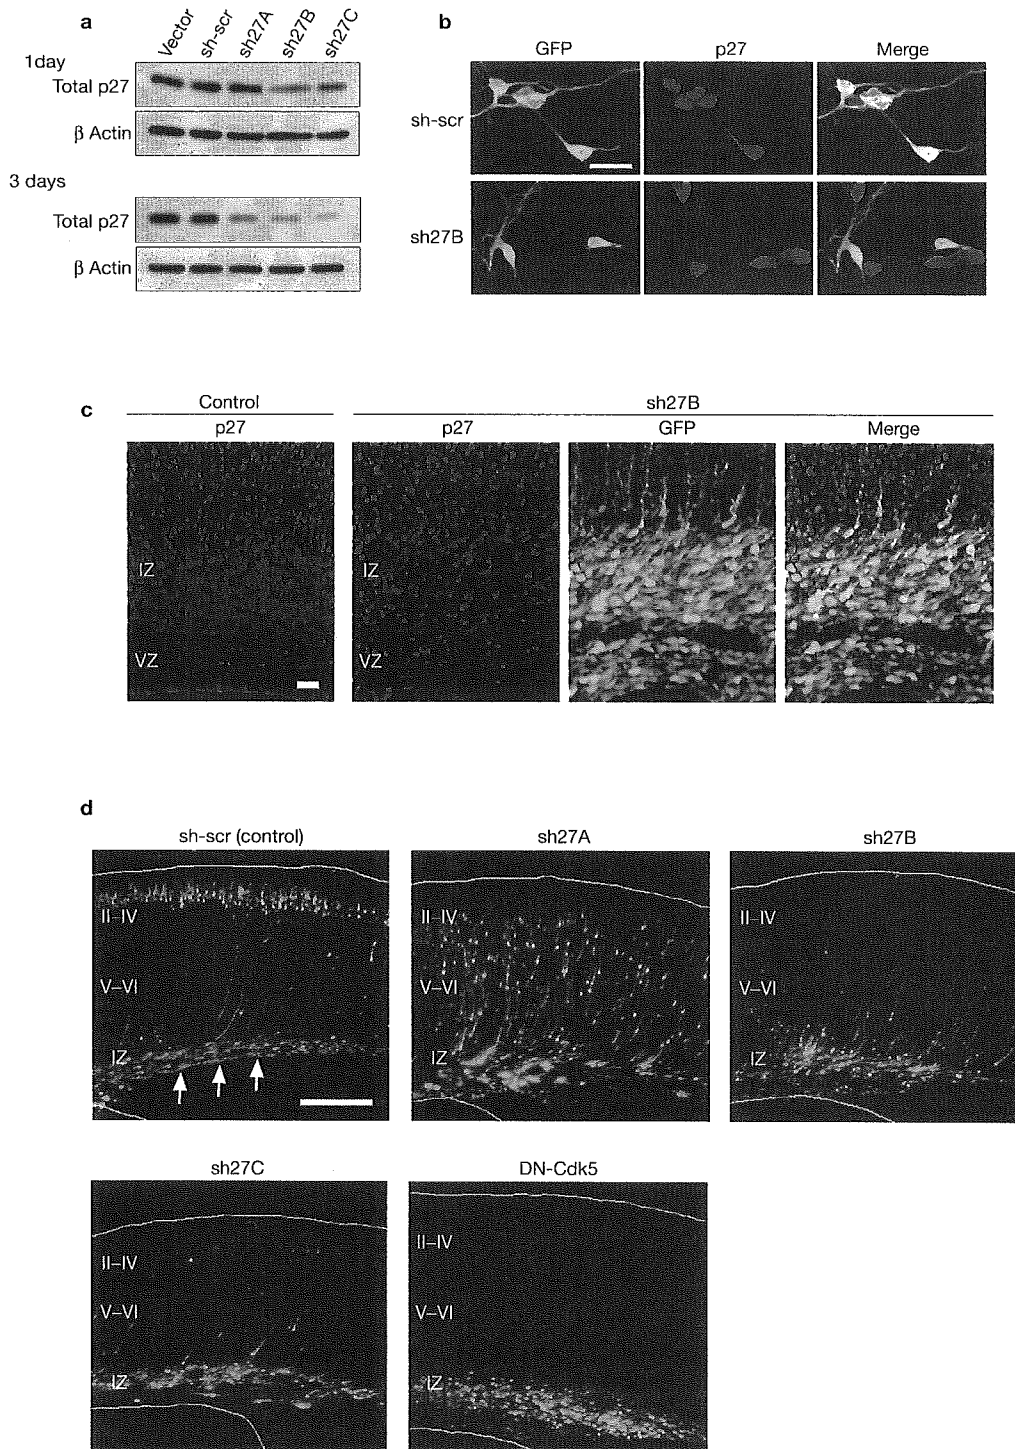 a
Vector sh-scr sh27A sh27B sh27C
1day
Total p27
β Actin
3 days
Total p27
β Actin
b
GFP p27 Merge
sh-scr
sh27B
c
Control sh27B
p27 p27 GFP Merge
IZ IZ
VZ VZ
d
sh-scr (control) sh27A sh27B
II–IV II–IV II–IV
V–VI V–VI V–VI
IZ IZ IZ
sh27C DN-Cdk5
II–IV II–IV
V–VI V–VI
IZ IZ